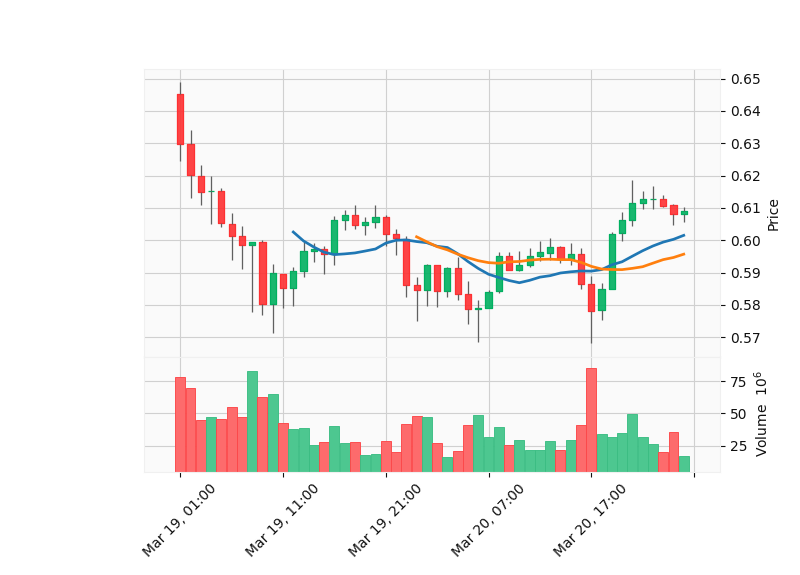 0.65
0.64
0.63
0.62
0.61
0.60
0.59
0.58
0.57
Price
75
50
25
Volume 10^6
Mar 19, 01:00
Mar 19, 11:00
Mar 19, 21:00
Mar 20, 07:00
Mar 20, 17:00